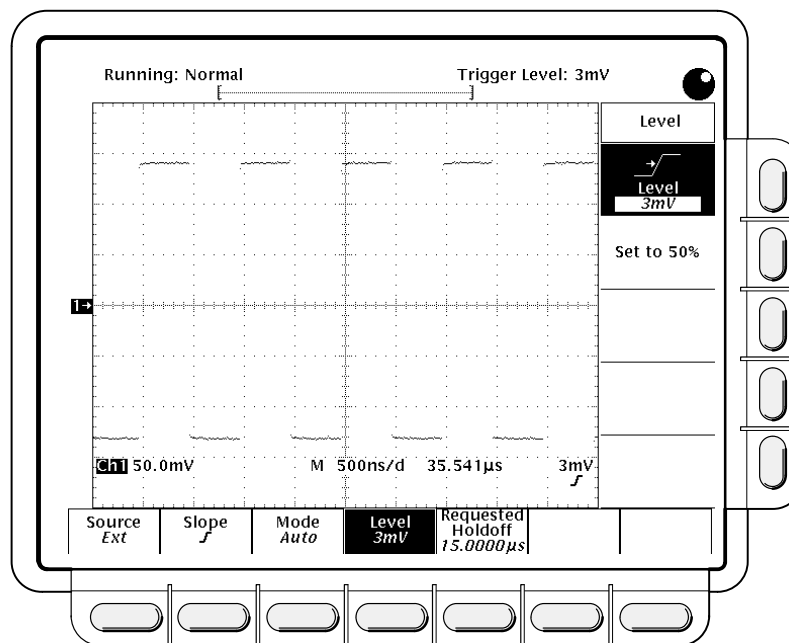 Running: Normal
Trigger Level: 3mV
Level
Level
3mV
Set to 50%
1→
Ch1 50.0mV
M 500ns/d 35.541µs
3mV
Source
Ext
Slope
Mode
Auto
Level
3mV
Requested
Holdoff
15.0000µs